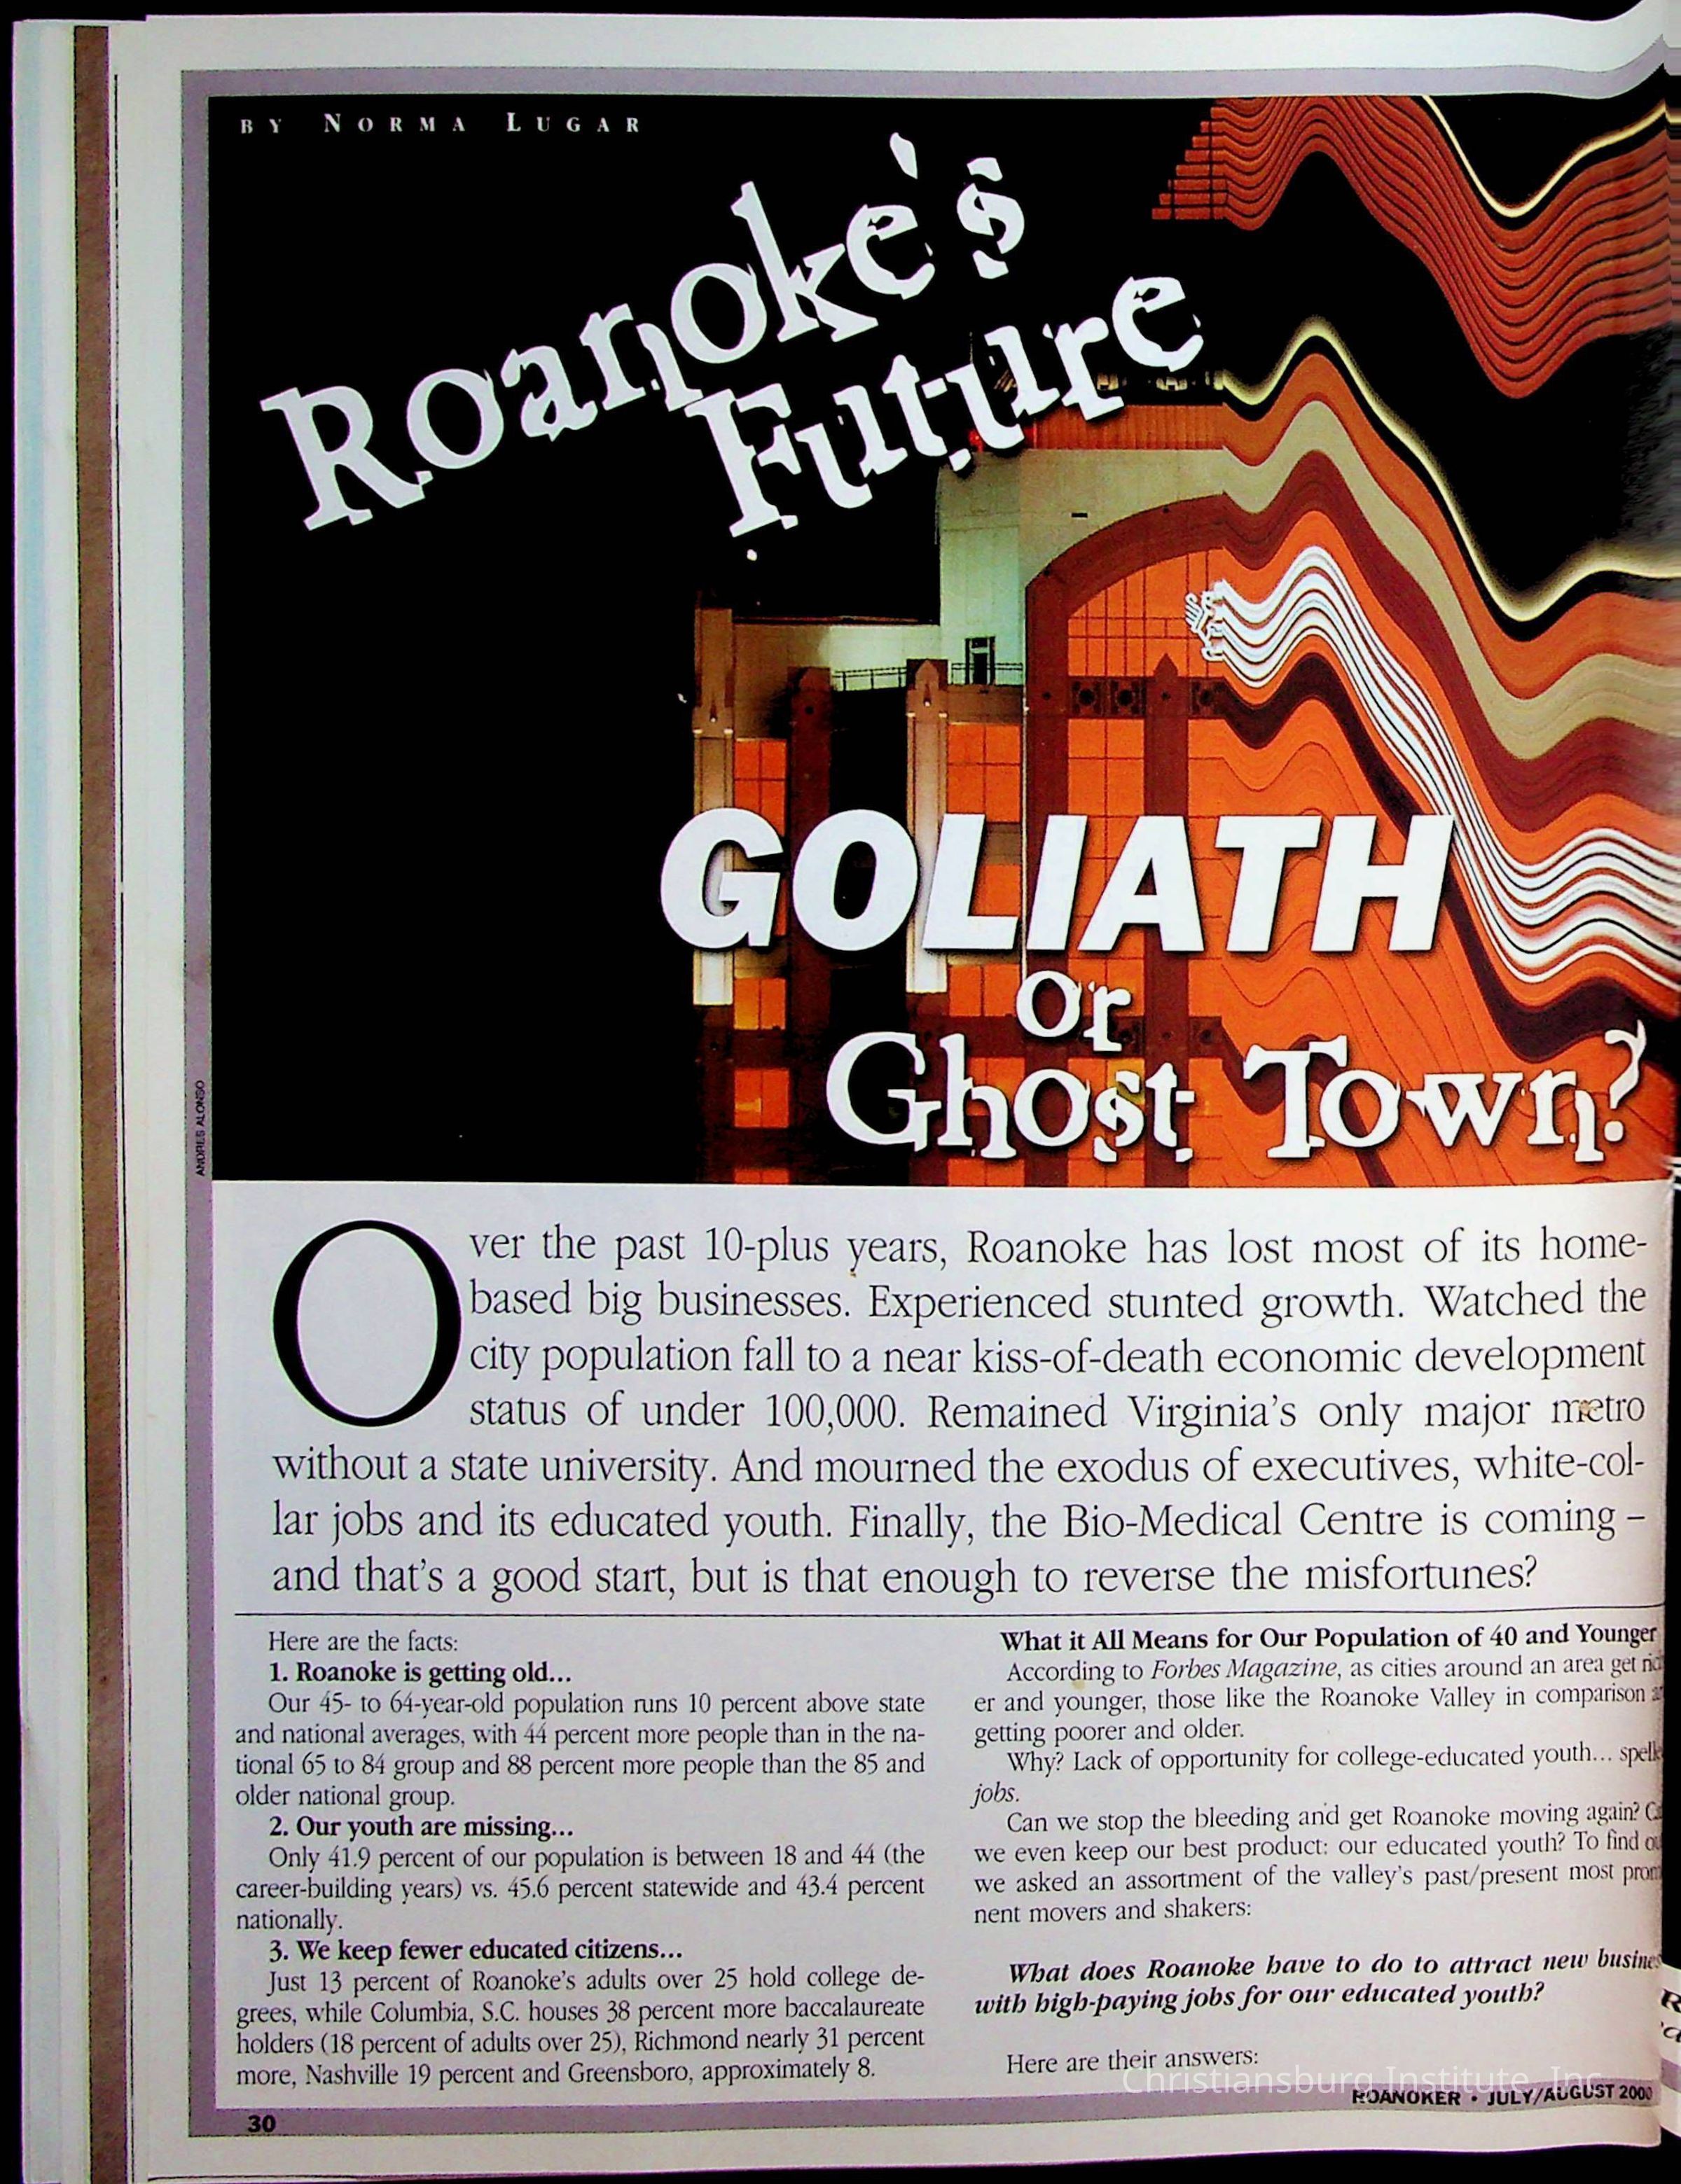 BY NORMA LUGAR
Roanoke's
Future
GOLIATH
or
Ghost Town?
ANDRES ALONSO
Over the past 10-plus years, Roanoke has lost most of its home-
based big businesses. Experienced stunted growth. Watched the
city population fall to a near kiss-of-death economic development
status of under 100,000. Remained Virginia's only major metro
without a state university. And mourned the exodus of executives, white-col-
lar jobs and its educated youth. Finally, the Bio-Medical Centre is coming –
and that's a good start, but is that enough to reverse the misfortunes?
Here are the facts:
1. Roanoke is getting old...
Our 45- to 64-year-old population runs 10 percent above state
and national averages, with 44 percent more people than in the na-
tional 65 to 84 group and 88 percent more people than the 85 and
older national group.
2. Our youth are missing...
Only 41.9 percent of our population is between 18 and 44 (the
career-building years) vs. 45.6 percent statewide and 43.4 percent
nationally.
3. We keep fewer educated citizens...
Just 13 percent of Roanoke's adults over 25 hold college de-
grees, while Columbia, S.C. houses 38 percent more baccalaureate
holders (18 percent of adults over 25), Richmond nearly 31 percent
more, Nashville 19 percent and Greensboro, approximately 8.
What it All Means for Our Population of 40 and Younger
According to Forbes Magazine, as cities around an area get
er and younger, those like the Roanoke Valley in comparison
getting poorer and older.
Why? Lack of opportunity for college-educated youth...
jobs.
Can we stop the bleeding and get Roanoke moving again?
we even keep our best product: our educated youth? To find
we asked an assortment of the valley's past/present most
nent movers and shakers:
What does Roanoke have to do to attract new
with high-paying jobs for our educated youth?
Here are their answers:
Christiansburg Institute, Inc.
30
ROANOKER • JULY/AUGUST 2000